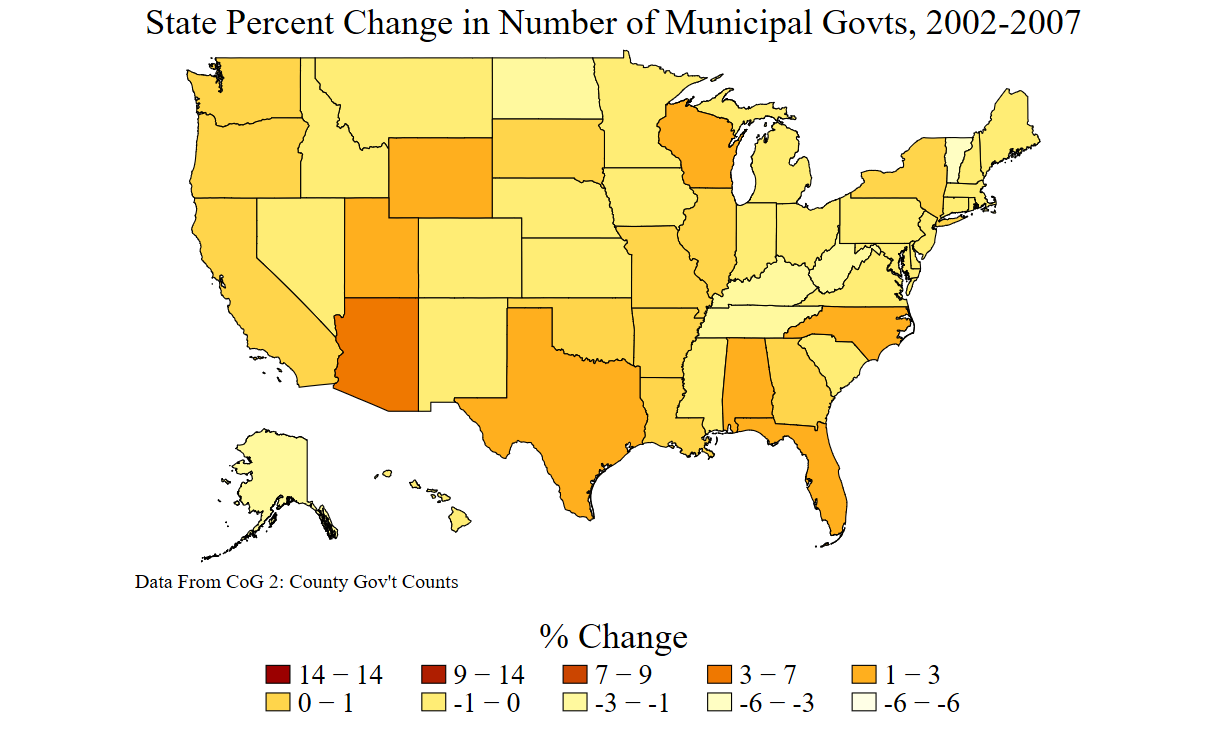 State Percent Change in Number of Municipal Govts, 2002-2007
Data From CoG 2: County Gov't Counts
% Change
14 − 14 9 − 14 7 − 9 3 − 7 1 − 3
0 − 1 -1 − 0 -3 − -1 -6 − -3 -6 − -6